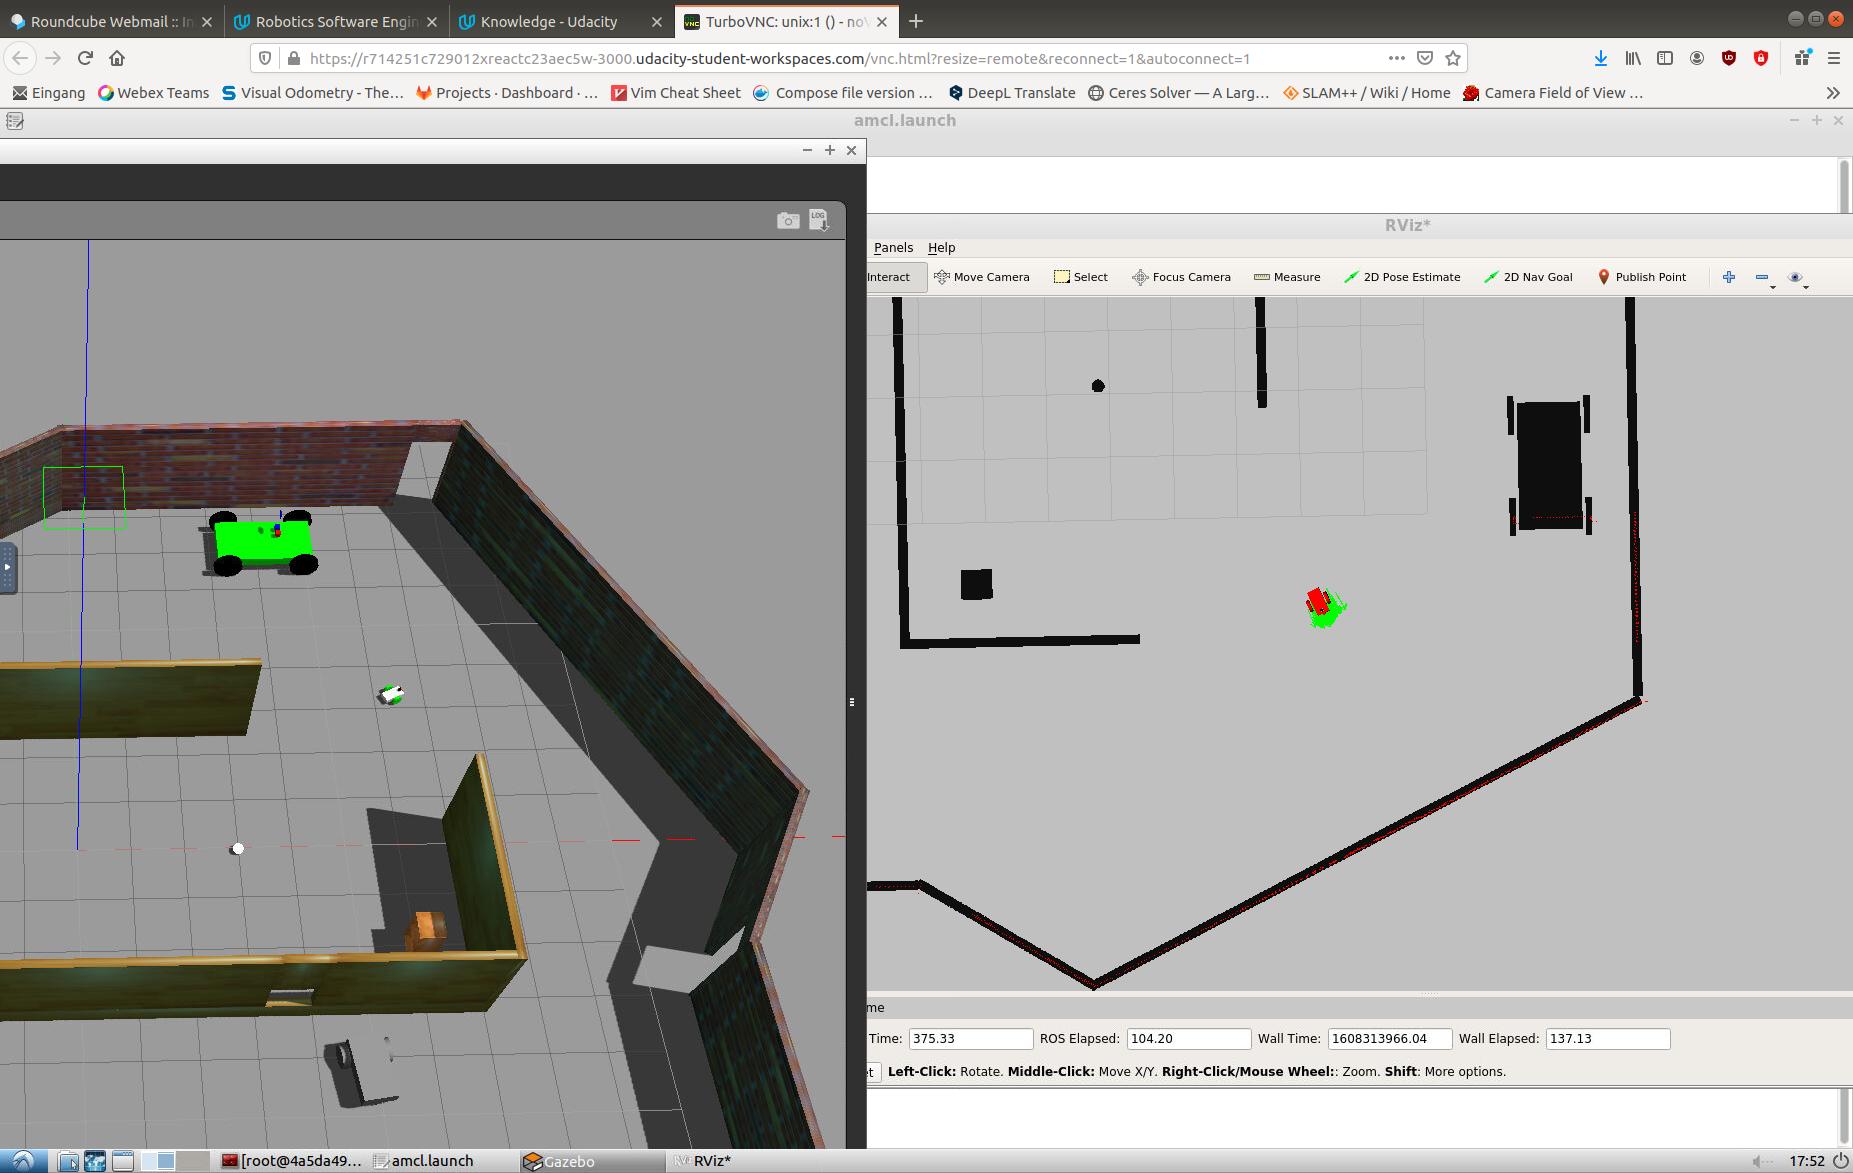 Roundcube Webmail :: In
Robotics Software Engin
Knowledge - Udacity
TurboVNC: unix:1 () - noV
https://r714251c729012xreactc23aec5w-3000.udacity-student-workspaces.com/vnc.html?resize=remote&reconnect=1&autoconnect=1
Eingang
Webex Teams
Visual Odometry - The...
Projects · Dashboard · ...
Vim Cheat Sheet
Compose file version ...
DeepL Translate
Ceres Solver — A Larg...
SLAM++ / Wiki / Home
Camera Field of View ...
amcl.launch
LOG
RViz*
Panels
Help
Interact
Move Camera
Select
Focus Camera
Measure
2D Pose Estimate
2D Nav Goal
Publish Point
me
Time: 375.33
ROS Elapsed: 104.20
Wall Time: 1608313966.04
Wall Elapsed: 137.13
et
Left-Click: Rotate. Middle-Click: Move X/Y. Right-Click/Mouse Wheel:: Zoom. Shift: More options.
[root@4a5da49...
amcl.launch
Gazebo
RViz*
17:52